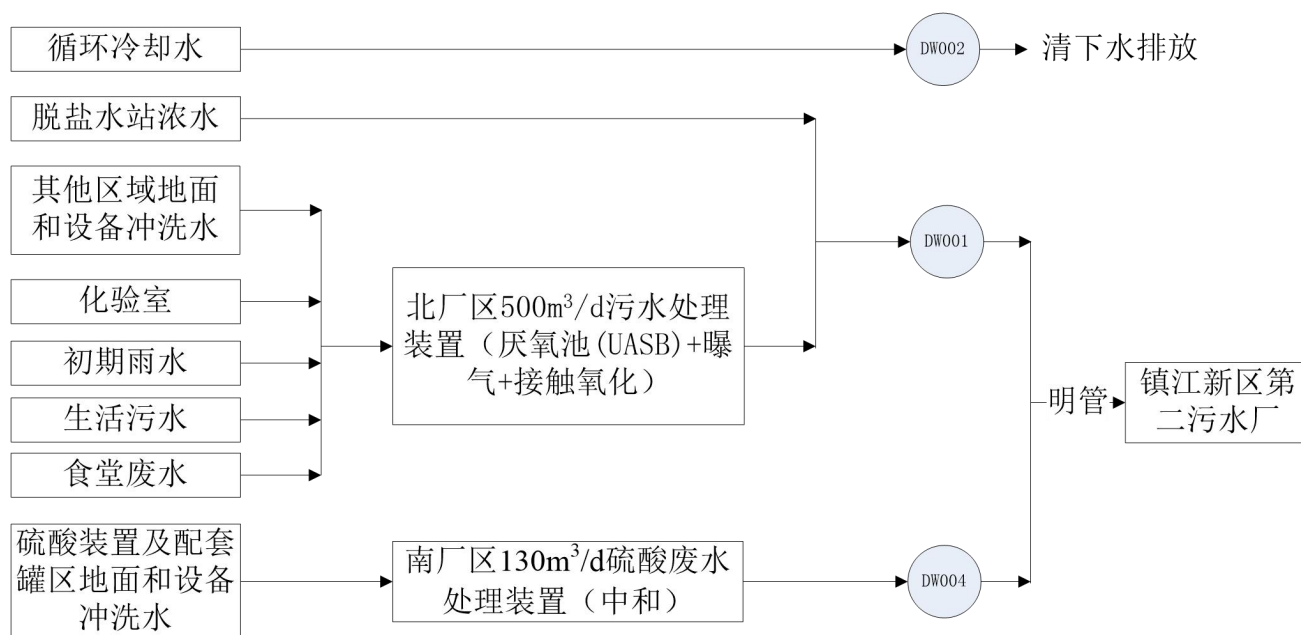 循环冷却水
DW002
清下水排放
脱盐水站浓水
其他区域地面
和设备冲洗水
DW001
化验室
初期雨水
生活污水
食堂废水
北厂区500m³/d污水处理
装置（厌氧池(UASB)+曝
气+接触氧化）
明管
镇江新区第
二污水厂
硫酸装置及配套
罐区地面和设备
冲洗水
南厂区130m³/d硫酸废水
处理装置（中和）
DW004